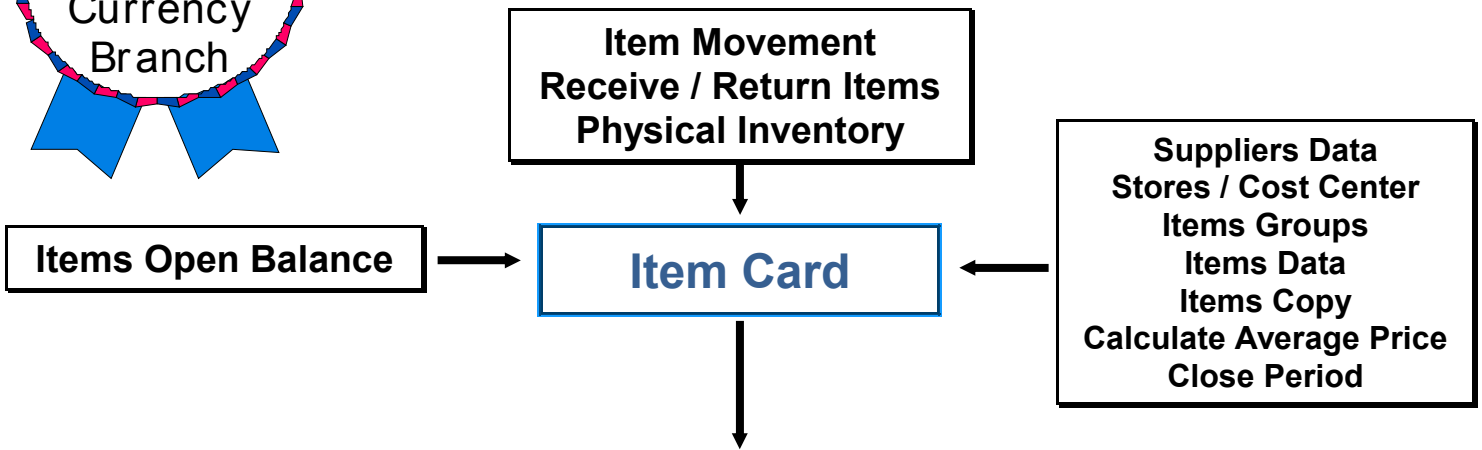 Currency
Branch
Item Movement
Receive / Return Items
Physical Inventory
Suppliers Data
Stores / Cost Center
Items Groups
Items Data
Items Copy
Calculate Average Price
Close Period
Items Open Balance
Item Card